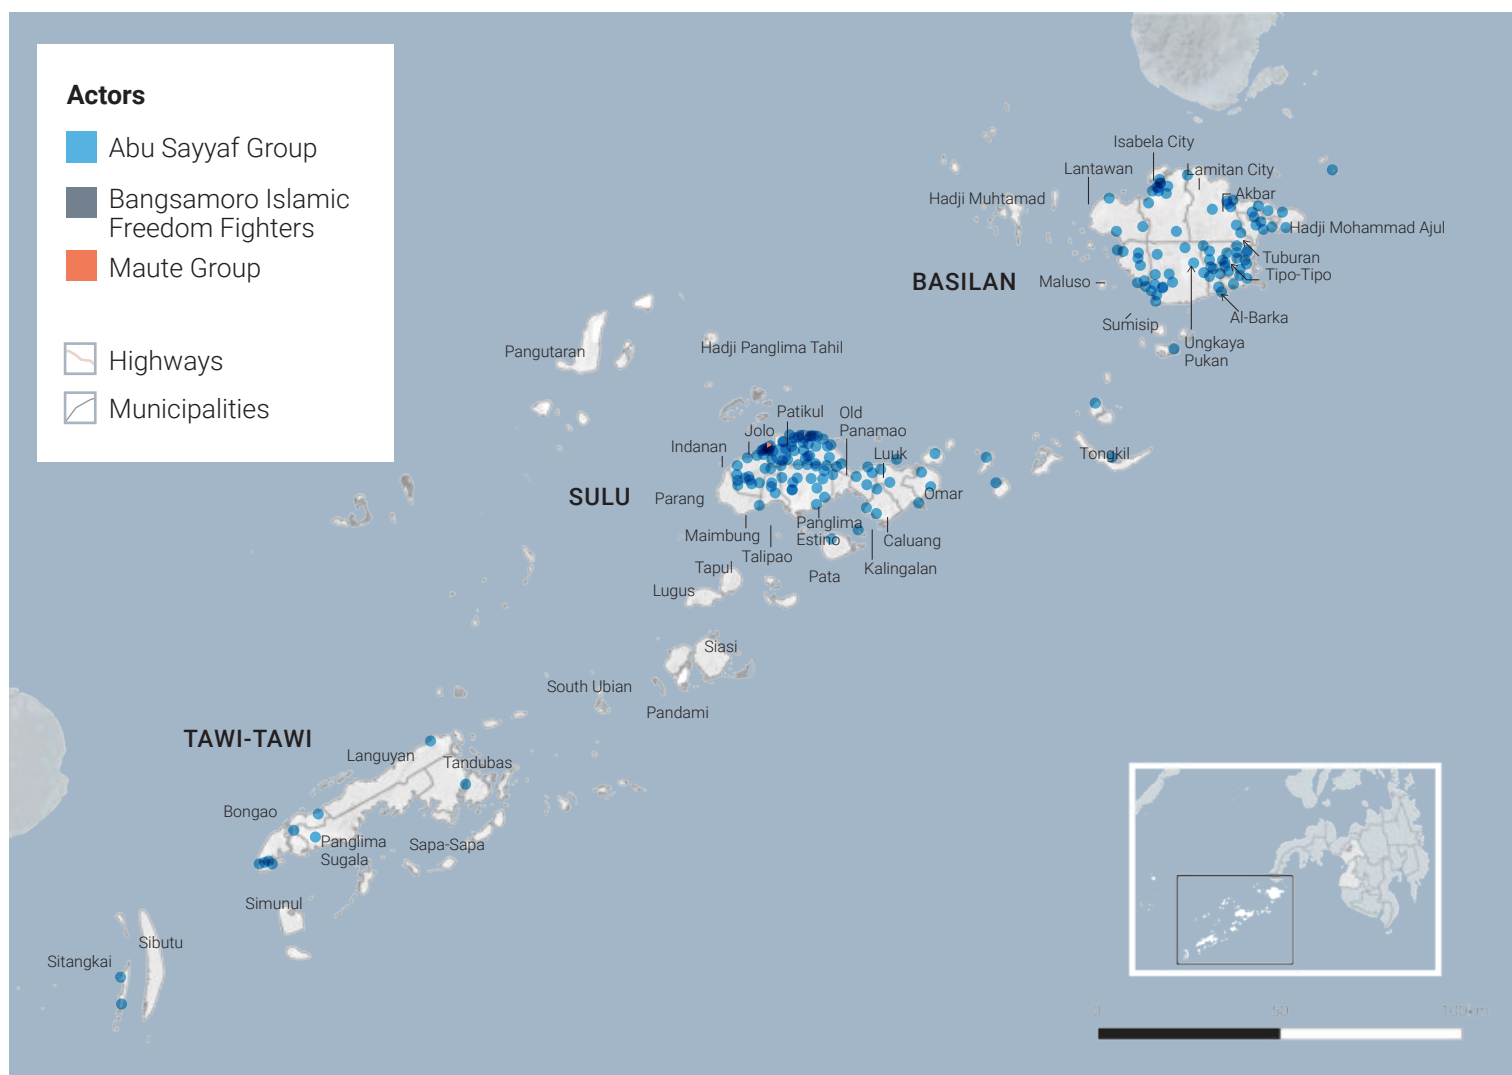 Actors
Abu Sayyaf Group
Bangsamoro Islamic
Freedom Fighters
Maute Group
Highways
Municipalities
Isabela City
Lantawan
Lamitan City
Hadji Muhtamad
Akbar
Hadji Mohammad Ajul
Tuburan
Tipo-Tipo
BASILAN
Maluso
Al-Barka
Sumisip
Ungkaya
Pukan
Pangutaran
Hadji Panglima Tahil
Patikul
Old
Panamao
Jolo
Indanan
Luuk
Tongkil
SULU
Parang
Omar
Panglima
Estino
Maimbung
Talipao
Caluang
Kalingalan
Tapul
Pata
Lugus
Siasi
South Ubian
Pandami
TAWI-TAWI
Languyan
Tandubas
Bongao
Panglima
Sugala
Sapa-Sapa
Simunul
Sibutu
Sitangkai
0
50
100km